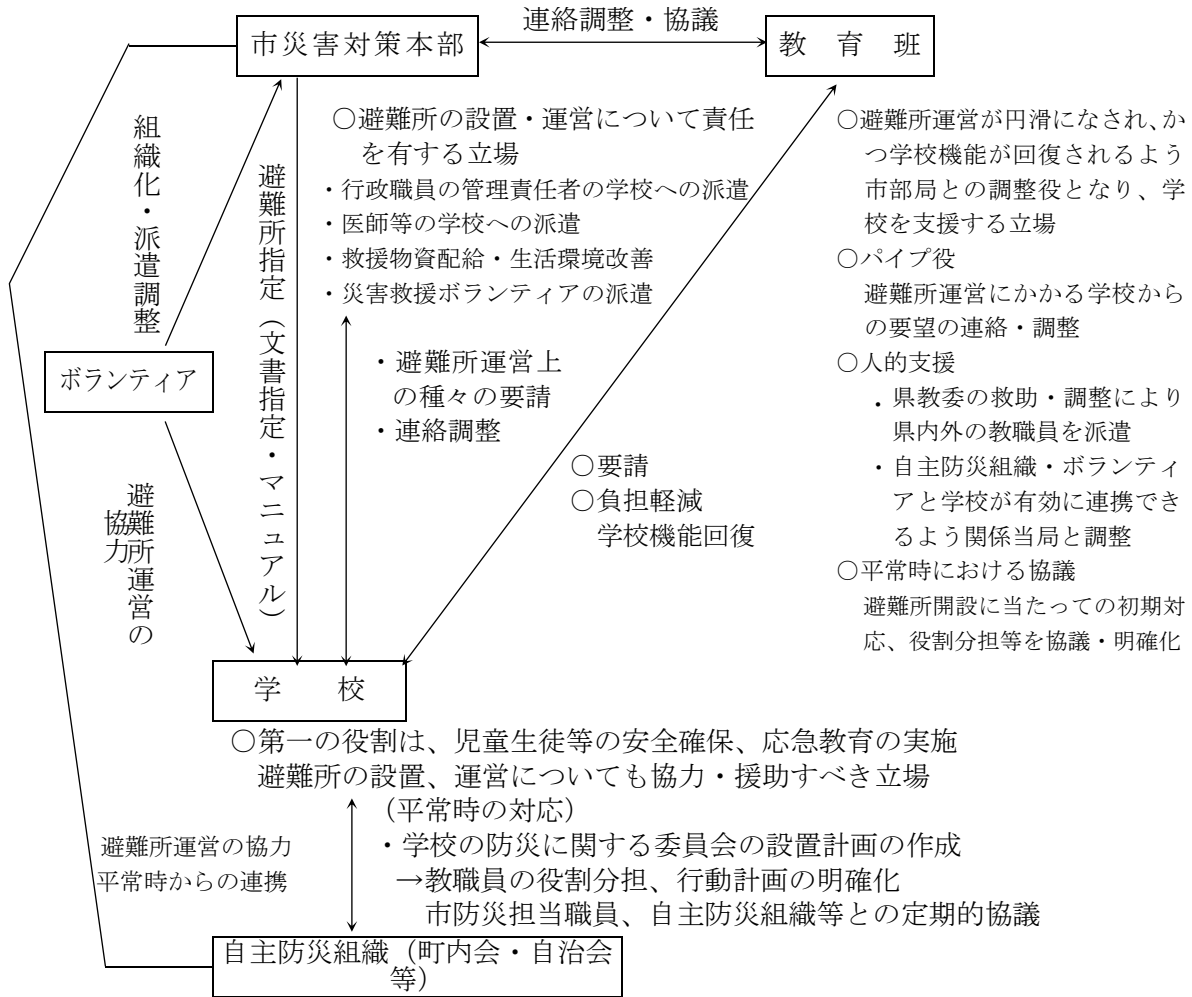 連絡調整・協議
市災害対策本部
教　育　班
組織化・派遣調整
避難所指定（文書指定・マニュアル）
○避難所の設置・運営について責任
を有する立場
・行政職員の管理責任者の学校への派遣
・医師等の学校への派遣
・救援物資配給・生活環境改善
・災害救援ボランティアの派遣
○避難所運営が円滑になされ、か
つ学校機能が回復されるよう
市部局との調整役となり、学
校を支援する立場
○パイプ役
避難所運営にかかる学校から
の要望の連絡・調整
○人的支援
・県教委の救助・調整により
県内外の教職員を派遣
・自主防災組織・ボランティ
アと学校が有効に連携でき
るよう関係当局と調整
○平常時における協議
避難所開設に当たっての初期対
応、役割分担等を協議・明確化
ボランティア
・避難所運営上
の種々の要請
・連絡調整
○要請
○負担軽減
学校機能回復
避難所運営の
協力
学　　校
○第一の役割は、児童生徒等の安全確保、応急教育の実施
避難所の設置、運営についても協力・援助すべき立場
（平常時の対応）
・学校の防災に関する委員会の設置計画の作成
→教職員の役割分担、行動計画の明確化
市防災担当職員、自主防災組織等との定期的協議
避難所運営の協力
平常時からの連携
自主防災組織（町内会・自治会
等）